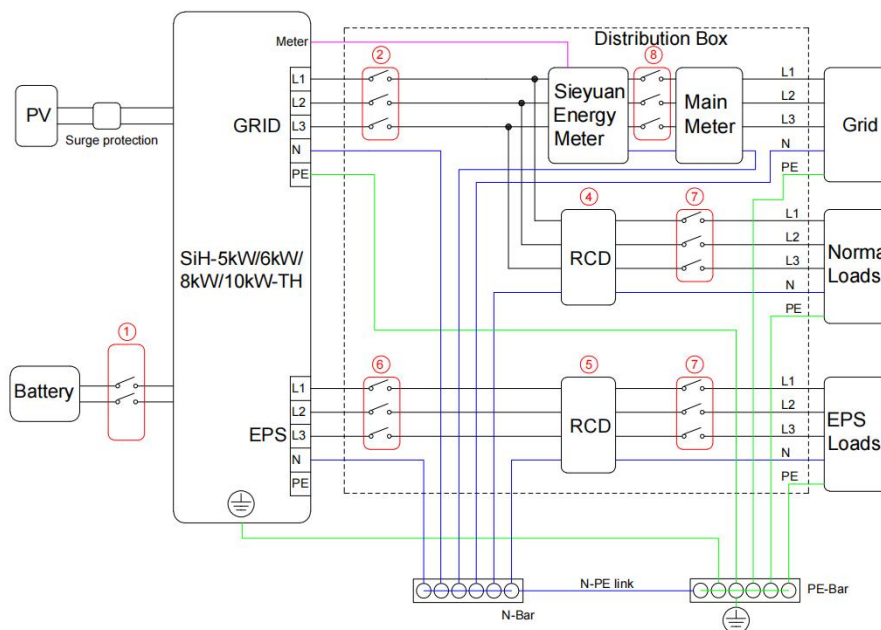 Meter
Distribution Box
②
⑧
L1
L2
L3
N
PE
GRID
PV
Surge protection
Sieyuan
Energy
Meter
Main
Meter
L1
L2
L3
N
PE
Grid
④
⑦
RCD
L1
L2
L3
N
PE
Norma
Loads
SiH-5kW/6kW/
8kW/10kW-TH
①
Battery
⑥
⑤
⑦
L1
L2
L3
N
PE
EPS
RCD
L1
L2
L3
N
PE
EPS
Loads
N-PE link
N-Bar
PE-Bar